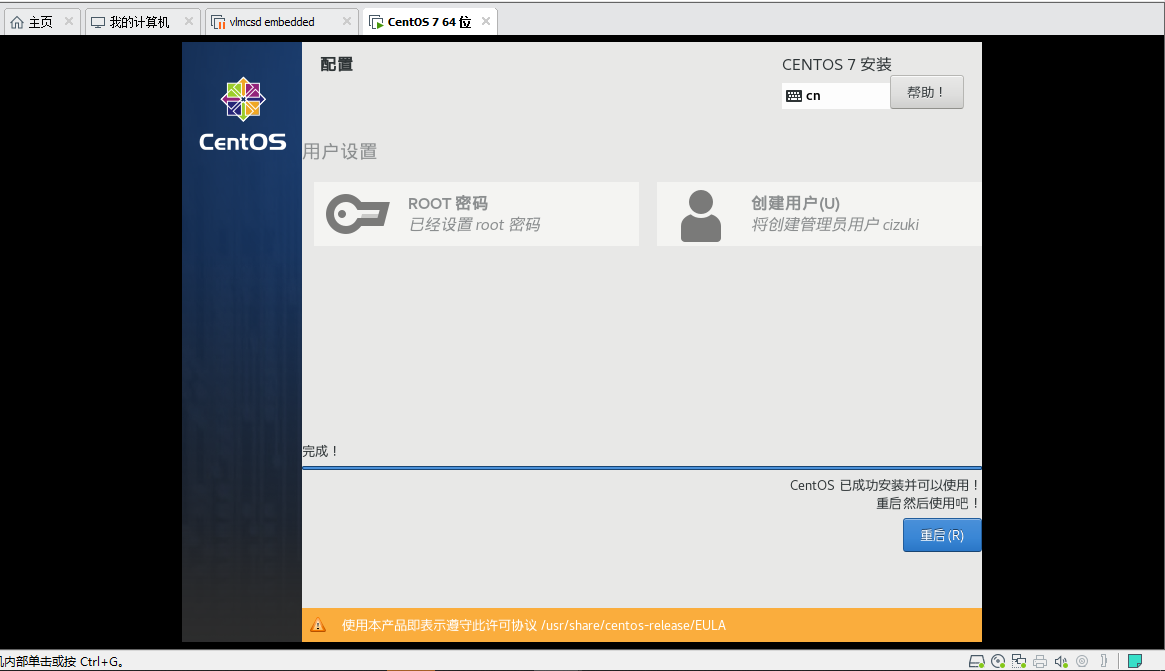 主页
我的计算机
vlmcsd embedded
CentOS 7 64 位
配置
CENTOS 7 安装
cn
帮助！
CentOS
用户设置
ROOT 密码
已经设置 root 密码
创建用户(U)
将创建管理员用户 cizuki
完成！
CentOS 已成功安装并可以使用！
重启然后使用吧！
重启(R)
使用本产品即表示遵守此许可协议 /usr/share/centos-release/EULA
内部单击或按 Ctrl+G。